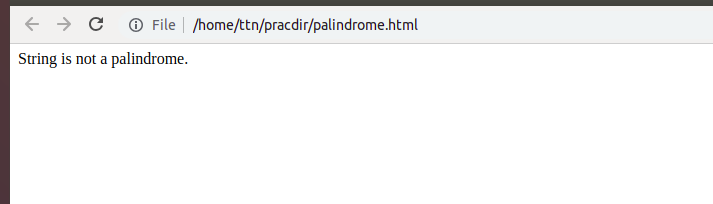 File /home/ttn/pracdir/palindrome.html
String is not a palindrome.